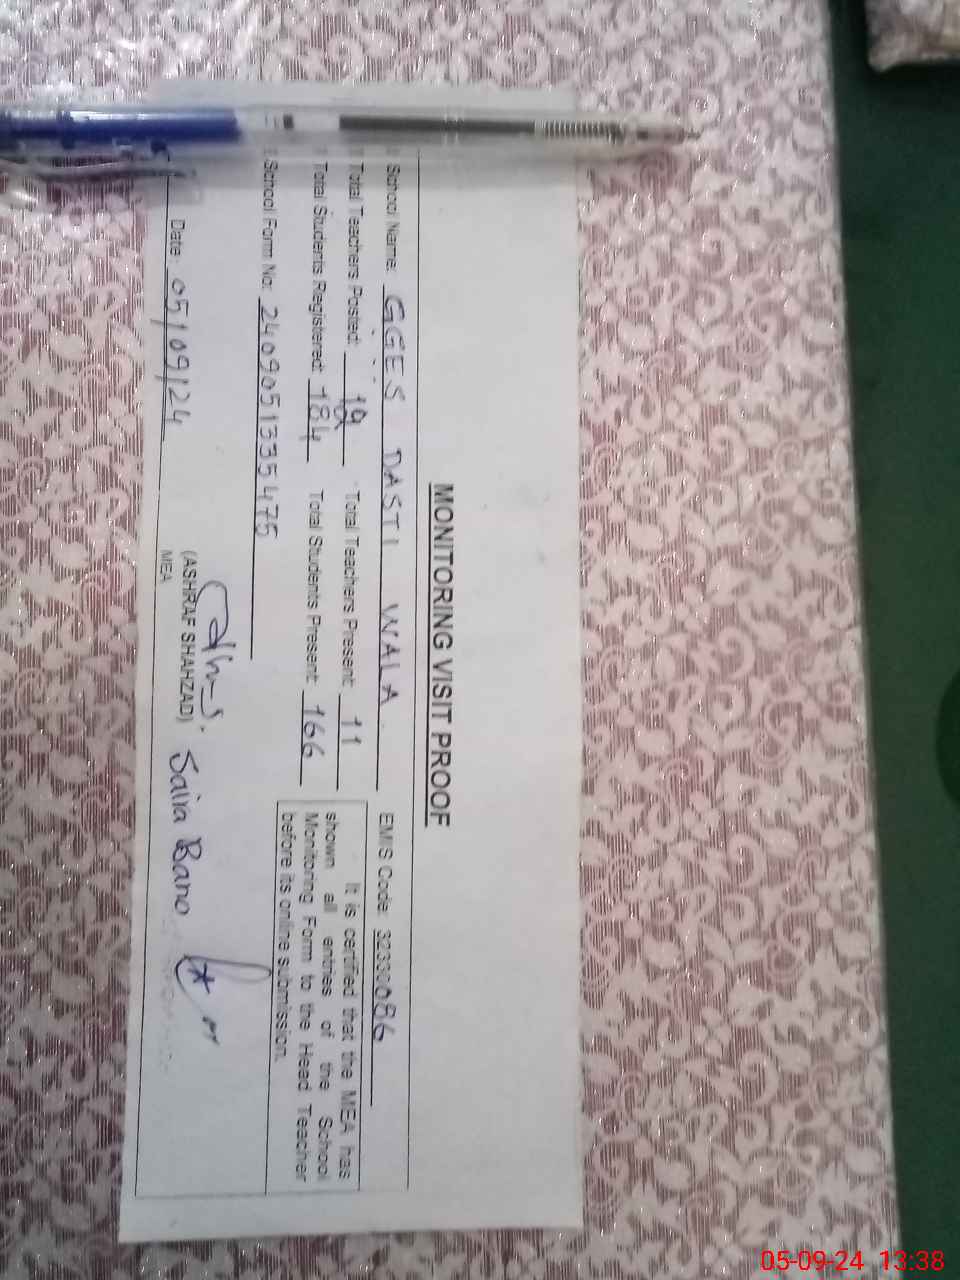 MONITORING VISIT PROOF
School Name: GGES DASTI WALA EMIS Code: 32330086
Total Teachers Posted: Total Teachers Present: 11
Total Students Registered: 184 Total Students Present: 166
School Form No: 2409051335475
It is certified that the MEA has
shown all entries of the School
Monitoring Form to the Head Teacher
before its online submission.
Date: 05/09/24
(ASHRAF SHAHZAD)
MEA
Saira Bano
05-09-24 13:38